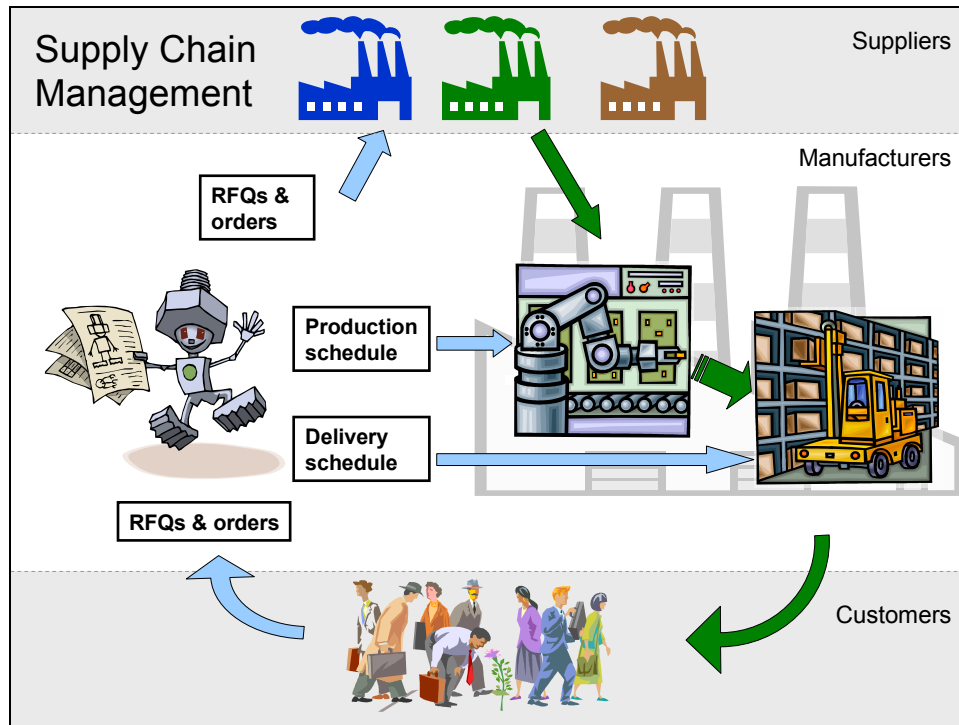 Supply Chain
Management
Suppliers
Manufacturers
RFQs &
orders
Production
schedule
Delivery
schedule
RFQs & orders
Customers